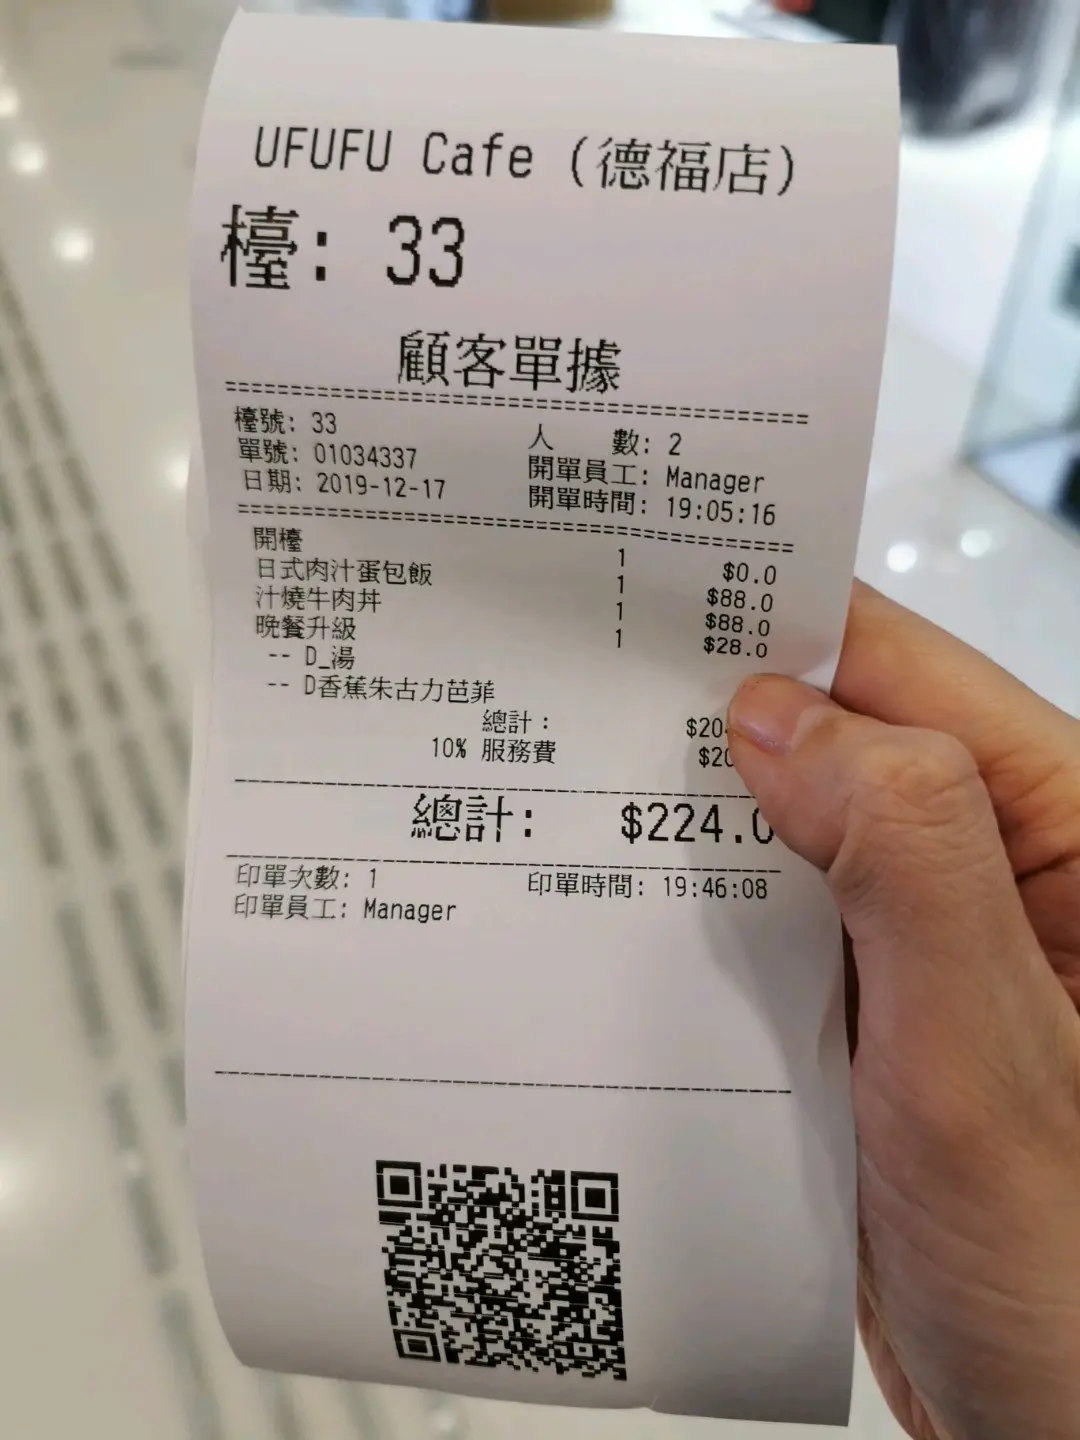 UFUFU Cafe (德福店)
檯: 33
顧客單據
檯號: 33 人 數: 2
單號: 01034337 開單員工: Manager
日期: 2019-12-17 開單時間: 19:05:16
開檯 1 $0.0
日式肉汁蛋包飯 1 $88.0
汁燒牛肉丼 1 $88.0
晚餐升級 1 $28.0
-- D_湯
-- D香蕉朱古力芭菲
總計:
10% 服務費
總計: $224.0
印單次數: 1 印單時間: 19:46:08
印單員工: Manager